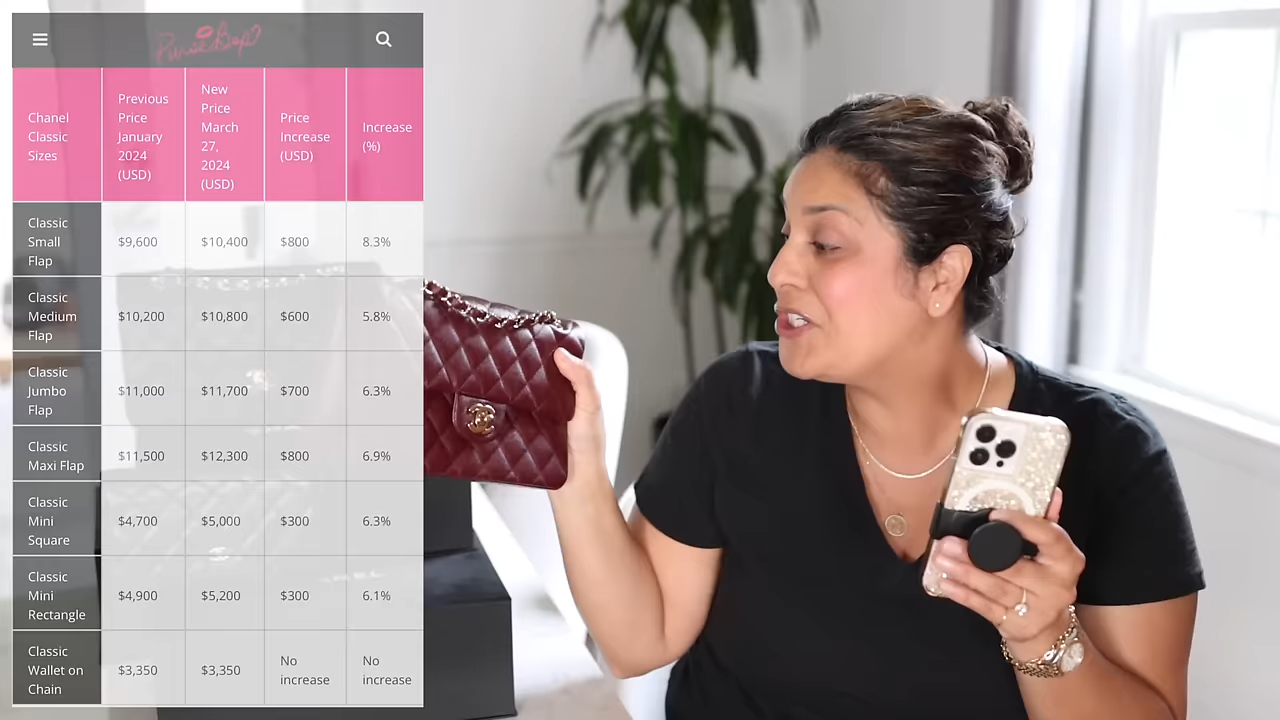 PurseBop
Chanel Classic Sizes
Previous Price January 2024 (USD)
New Price March 27, 2024 (USD)
Price Increase (USD)
Increase (%)
Classic Small Flap
$9,600
$10,400
$800
8.3%
Classic Medium Flap
$10,200
$10,800
$600
5.8%
Classic Jumbo Flap
$11,000
$11,700
$700
6.3%
Classic Maxi Flap
$11,500
$12,300
$800
6.9%
Classic Mini Square
$4,700
$5,000
$300
6.3%
Classic Mini Rectangle
$4,900
$5,200
$300
6.1%
Classic Wallet on Chain
$3,350
$3,350
No increase
No increase